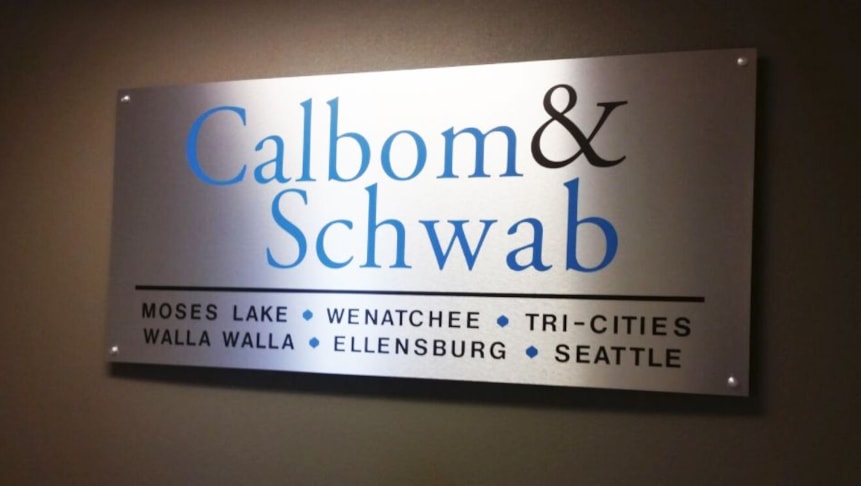 Calbom &
Schwab
MOSES LAKE • WENATCHEE • TRI-CITIES
WALLA WALLA • ELLENSBURG • SEATTLE